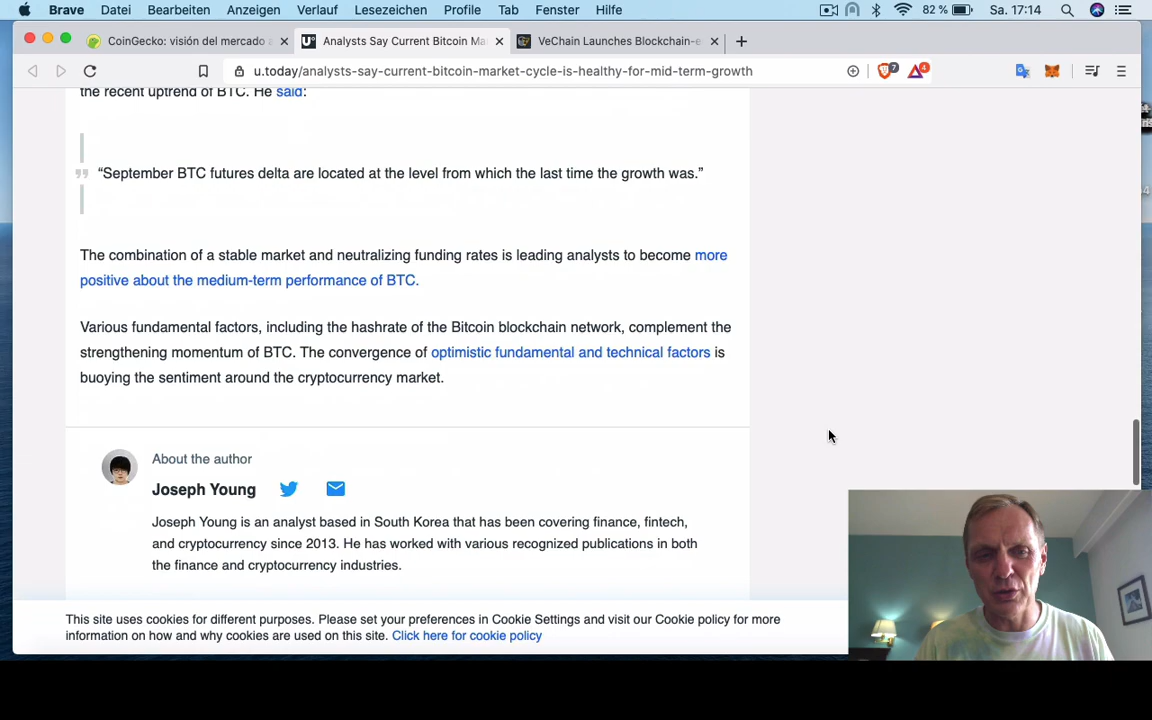 Brave Datei Bearbeiten Anzeigen Verlauf Lesezeichen Profile Tab Fenster Hilfe 82 % Sa. 17:14
CoinGecko: visión del mercado Analysts Say Current Bitcoin Ma VeChain Launches Blockchain-e
u.today/analysts-say-current-bitcoin-market-cycle-is-healthy-for-mid-term-growth 7 4
the recent uptrend of BTC. He said:
“September BTC futures delta are located at the level from which the last time the growth was.”
The combination of a stable market and neutralizing funding rates is leading analysts to become more
positive about the medium-term performance of BTC.
Various fundamental factors, including the hashrate of the Bitcoin blockchain network, complement the
strengthening momentum of BTC. The convergence of optimistic fundamental and technical factors is
buoying the sentiment around the cryptocurrency market.
About the author
Joseph Young
Joseph Young is an analyst based in South Korea that has been covering finance, fintech,
and cryptocurrency since 2013. He has worked with various recognized publications in both
the finance and cryptocurrency industries.
This site uses cookies for different purposes. Please set your preferences in Cookie Settings and visit our Cookie policy for more
information on how and why cookies are used on this site. Click here for cookie policy